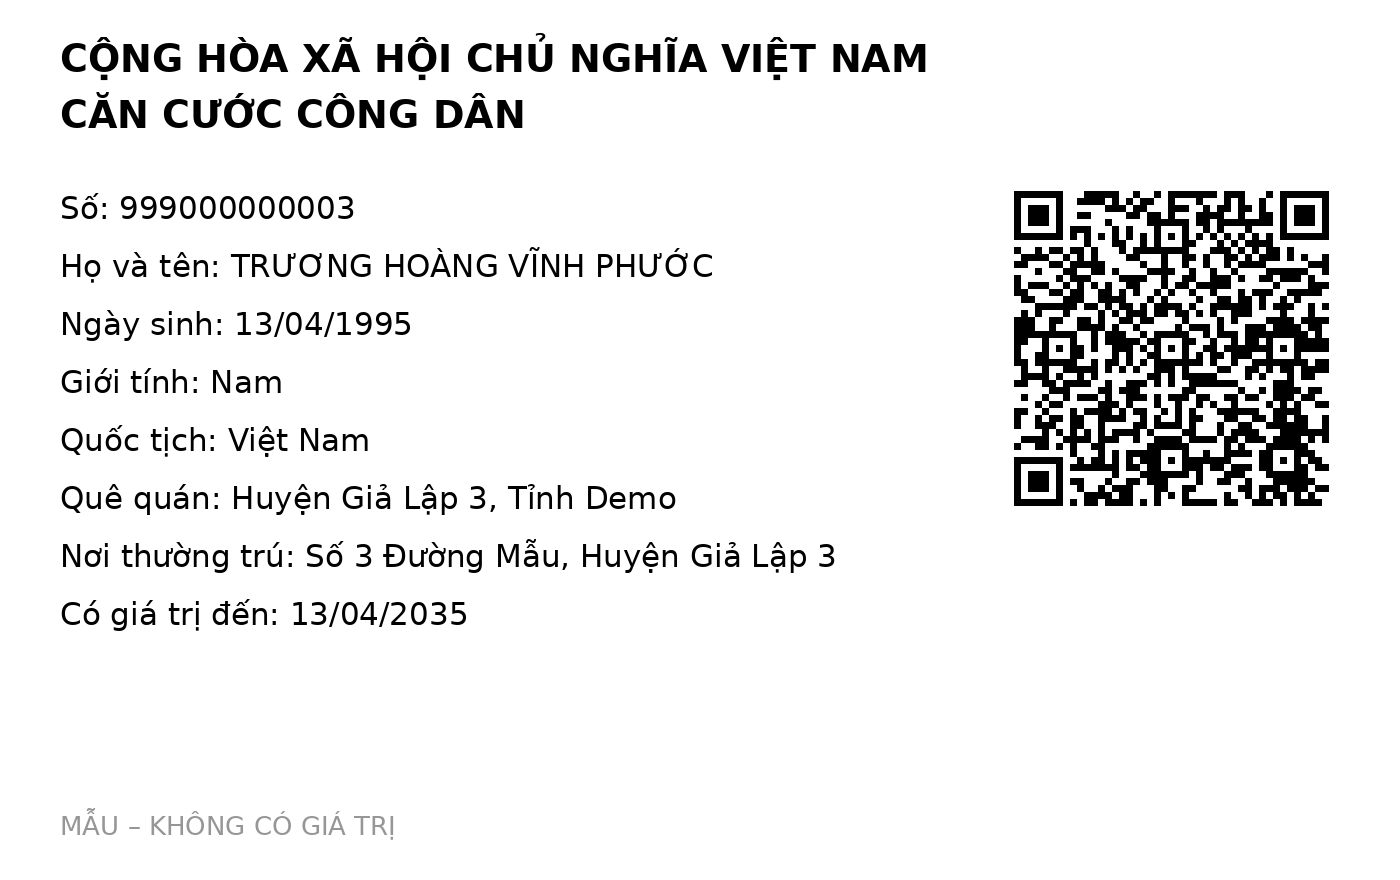 CỘNG HÒA XÃ HỘI CHỦ NGHĨA VIỆT NAM
CĂN CƯỚC CÔNG DÂN
Số: 999000000003
Họ và tên: TRƯƠNG HOÀNG VĨNH PHƯỚC
Ngày sinh: 13/04/1995
Giới tính: Nam
Quốc tịch: Việt Nam
Quê quán: Huyện Giả Lập 3, Tỉnh Demo
Nơi thường trú: Số 3 Đường Mẫu, Huyện Giả Lập 3
Có giá trị đến: 13/04/2035
MẪU – KHÔNG CÓ GIÁ TRỊ